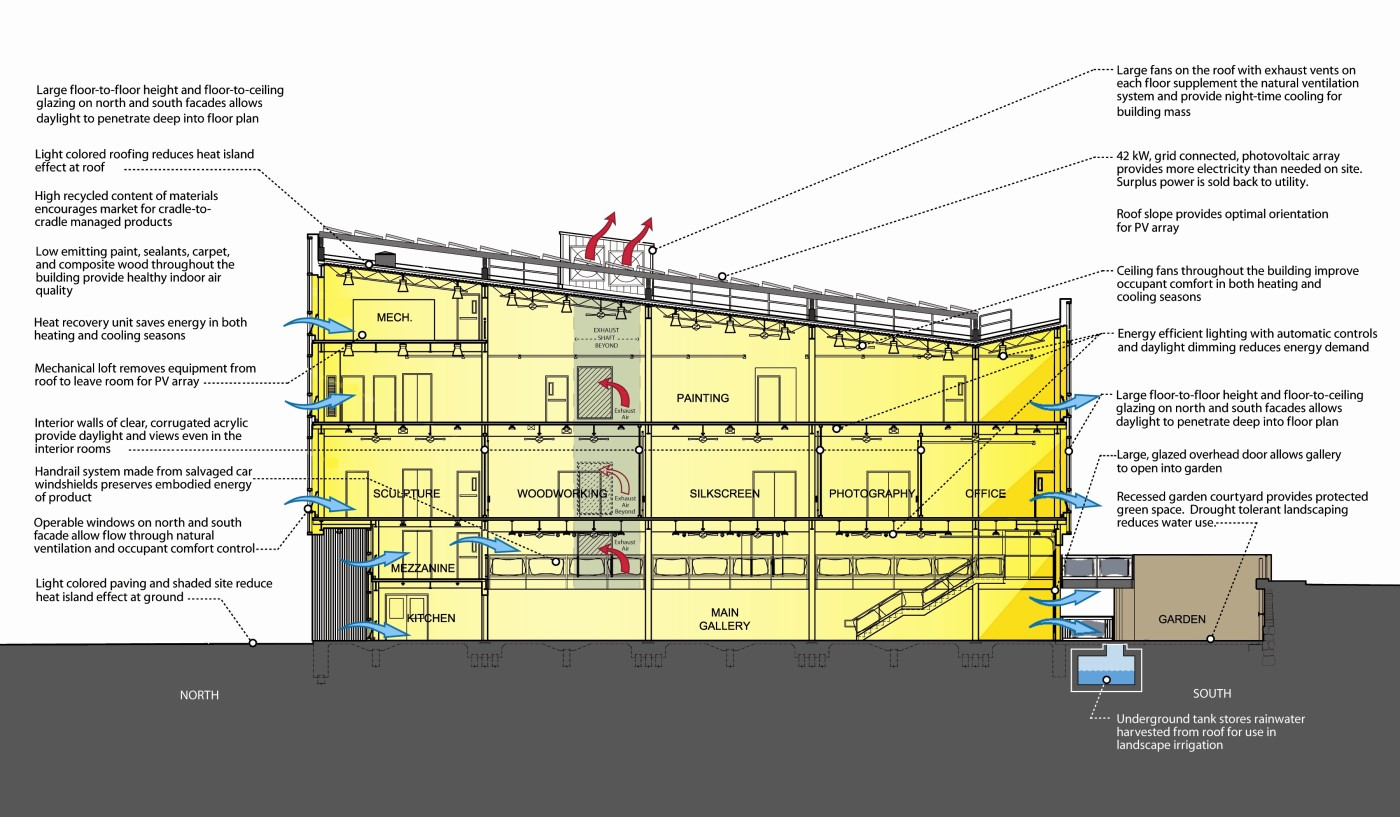 Large floor-to-floor height and floor-to-ceiling
glazing on north and south facades allows
daylight to penetrate deep into floor plan
Light colored roofing reduces heat island
effect at roof
High recycled content of materials
encourages market for cradle-to-
cradle managed products
Low emitting paint, sealants, carpet,
and composite wood throughout the
building provide healthy indoor air
quality
Heat recovery unit saves energy in both
heating and cooling seasons
Mechanical loft removes equipment from
roof to leave room for PV array
Interior walls of clear, corrugated acrylic
provide daylight and views even in the
interior rooms
Handrail system made from salvaged car
windshields preserves embodied energy
of product
Operable windows on north and south
facade allow flow through natural
ventilation and occupant comfort control
Light colored paving and shaded site reduce
heat island effect at ground
MECH.
EXHAUST
SHAFT
BEYOND
Exhaust
Air
PAINTING
SCULPTURE
WOODWORKING
Exhaust
Air
Beyond
SILKSCREEN
PHOTOGRAPHY
OFFICE
MEZZANINE
Exhaust
Air
KITCHEN
MAIN
GALLERY
GARDEN
NORTH
SOUTH
Large fans on the roof with exhaust vents on
each floor supplement the natural ventilation
system and provide night-time cooling for
building mass
42 kW, grid connected, photovoltaic array
provides more electricity than needed on site.
Surplus power is sold back to utility.
Roof slope provides optimal orientation
for PV array
Ceiling fans throughout the building improve
occupant comfort in both heating and
cooling seasons
Energy efficient lighting with automatic controls
and daylight dimming reduces energy demand
Large floor-to-floor height and floor-to-ceiling
glazing on north and south facades allows
daylight to penetrate deep into floor plan
Large, glazed overhead door allows gallery
to open into garden
Recessed garden courtyard provides protected
green space. Drought tolerant landscaping
reduces water use.
Underground tank stores rainwater
harvested from roof for use in
landscape irrigation